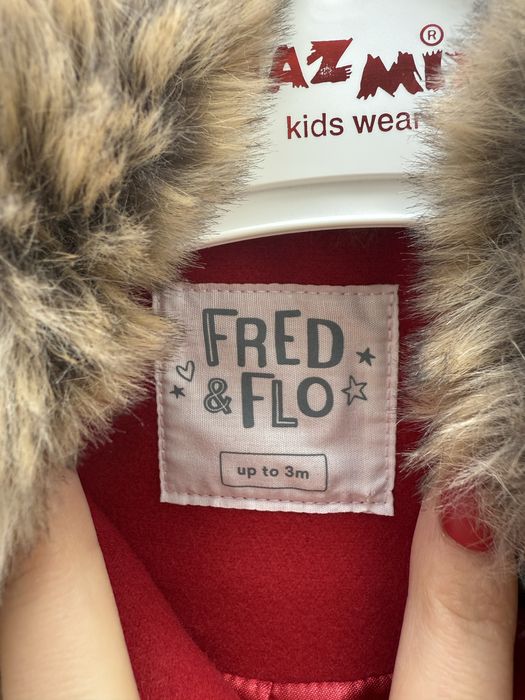 kids wear
FRED
& FLO
up to 3m